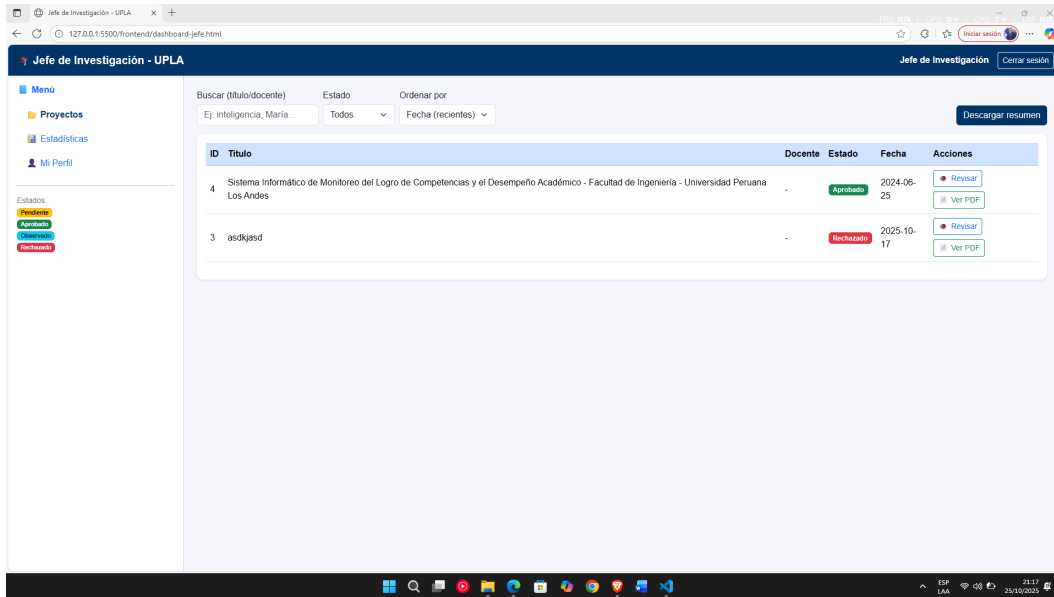 Jefe de Investigación - UPLA
127.0.0.1:5500/frontend/dashboard-jefe.html
Iniciar sesión
Jefe de Investigación - UPLA
Jefe de Investigación
Cerrar sesión
Menú
Proyectos
Estadísticas
Mi Perfil
Estados:
Pendiente
Aprobado
Observado
Rechazado
Buscar (título/docente)
Estado
Ordenar por
Ej: inteligencia, María...
Todos
Fecha (recientes)
Descargar resumen
ID Título Docente Estado Fecha Acciones
4 Sistema Informático de Monitoreo del Logro de Competencias y el Desempeño Académico - Facultad de Ingeniería - Universidad Peruana
Los Andes
-
Aprobado
2024-06-
25
Revisar
Ver PDF
3 asdkjasd
-
Rechazado
2025-10-
17
Revisar
Ver PDF
ESP
LAA
21:17
25/10/2025